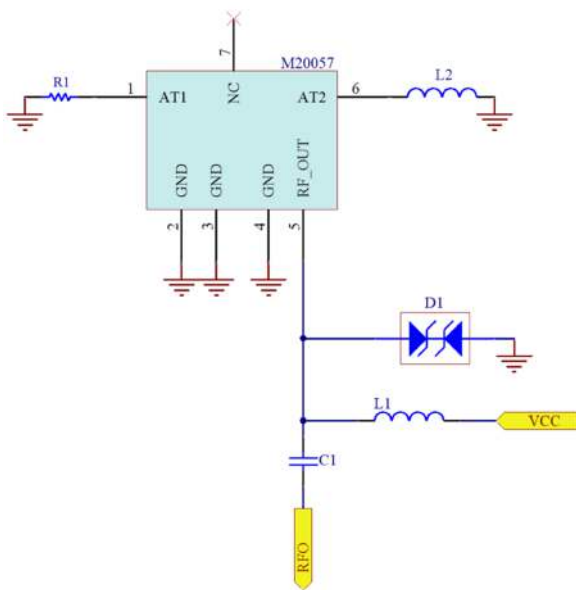 7
M20057
R1
1
AT1
NC
AT2
6
L2
GND
GND
GND
RF_OUT
2
3
4
5
D1
L1
VCC
C1
RFO